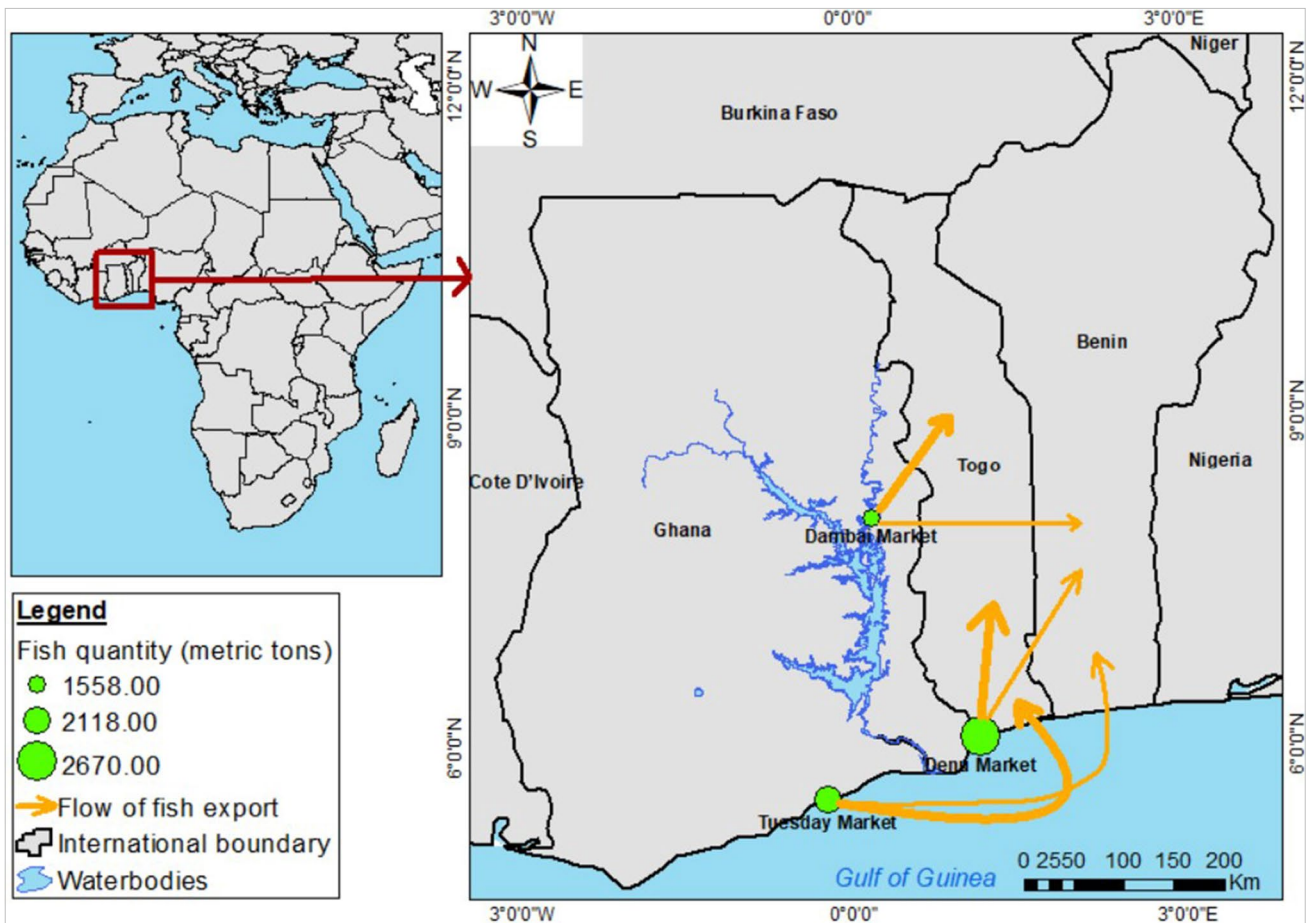 3°0'0"W
0°0'0"
3°0'0"E
N
W
E
S
12°0'0"N
12°0'0"N
Niger
Burkina Faso
Benin
9°0'0"N
9°0'0"N
Togo
Nigeria
Cote D'Ivoire
Ghana
Dambai Market
6°0'0"N
6°0'0"N
Denu Market
Tuesday Market
Gulf of Guinea
0 2550 100 150 200
Km
3°0'0"W
0°0'0"
3°0'0"E
Legend
Fish quantity (metric tons)
1558.00
2118.00
2670.00
Flow of fish export
International boundary
Waterbodies